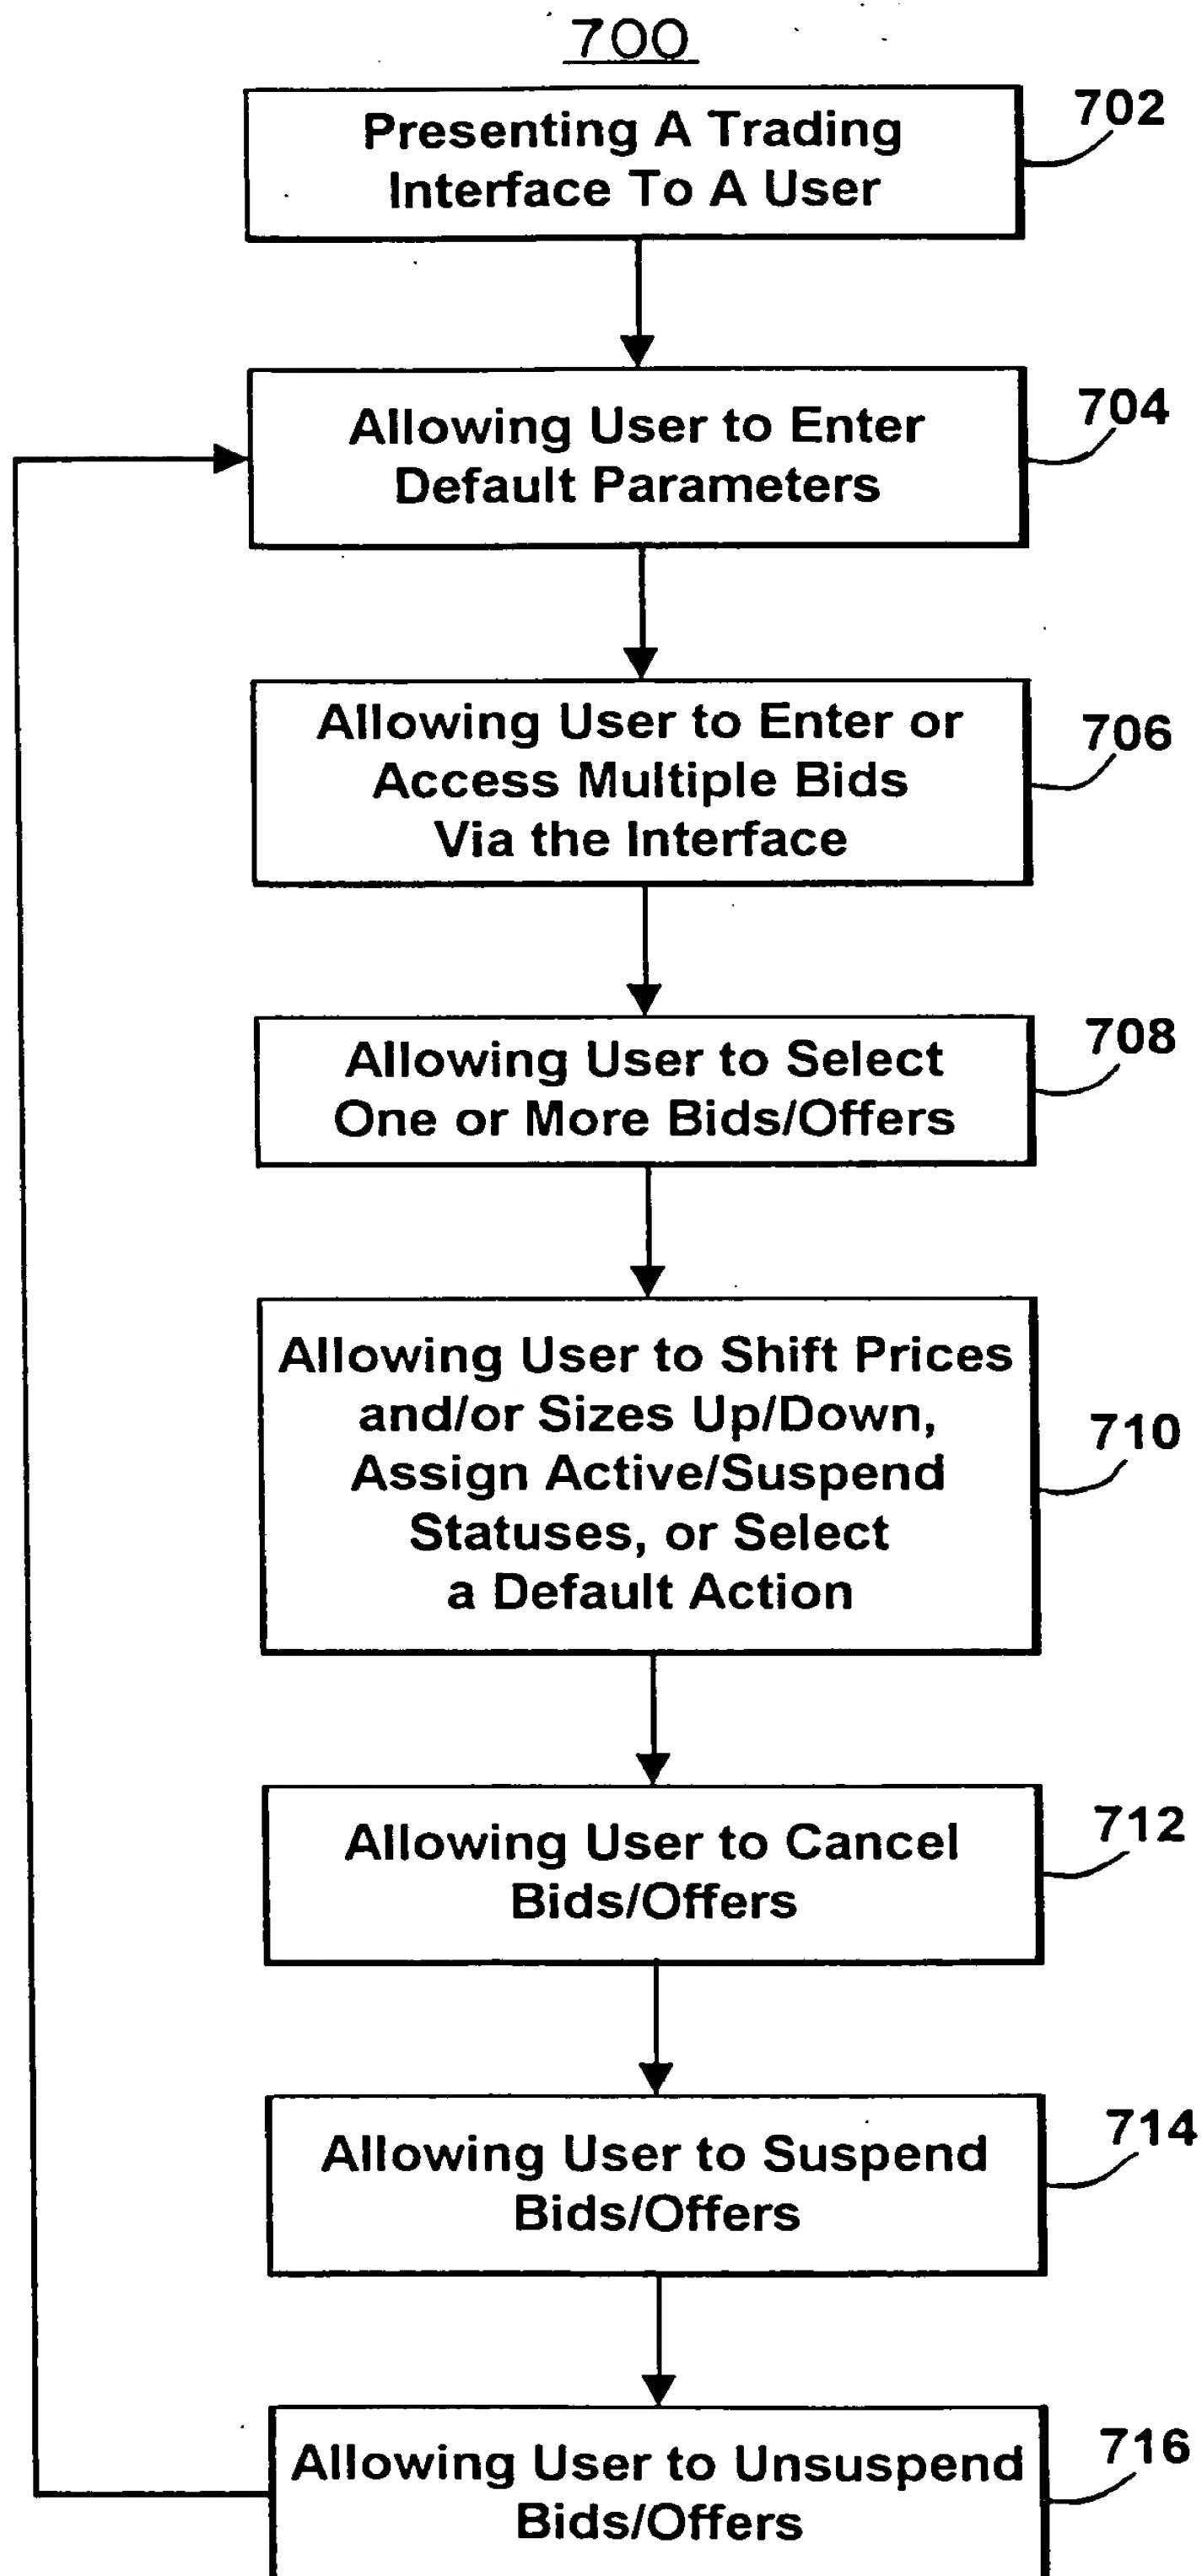 700
Presenting A Trading
Interface To A User
702
Allowing User to Enter
Default Parameters
704
Allowing User to Enter or
Access Multiple Bids
Via the Interface
706
Allowing User to Select
One or More Bids/Offers
708
Allowing User to Shift Prices
and/or Sizes Up/Down,
Assign Active/Suspend
Statuses, or Select
a Default Action
710
Allowing User to Cancel
Bids/Offers
712
Allowing User to Suspend
Bids/Offers
714
Allowing User to Unsuspend
Bids/Offers
716